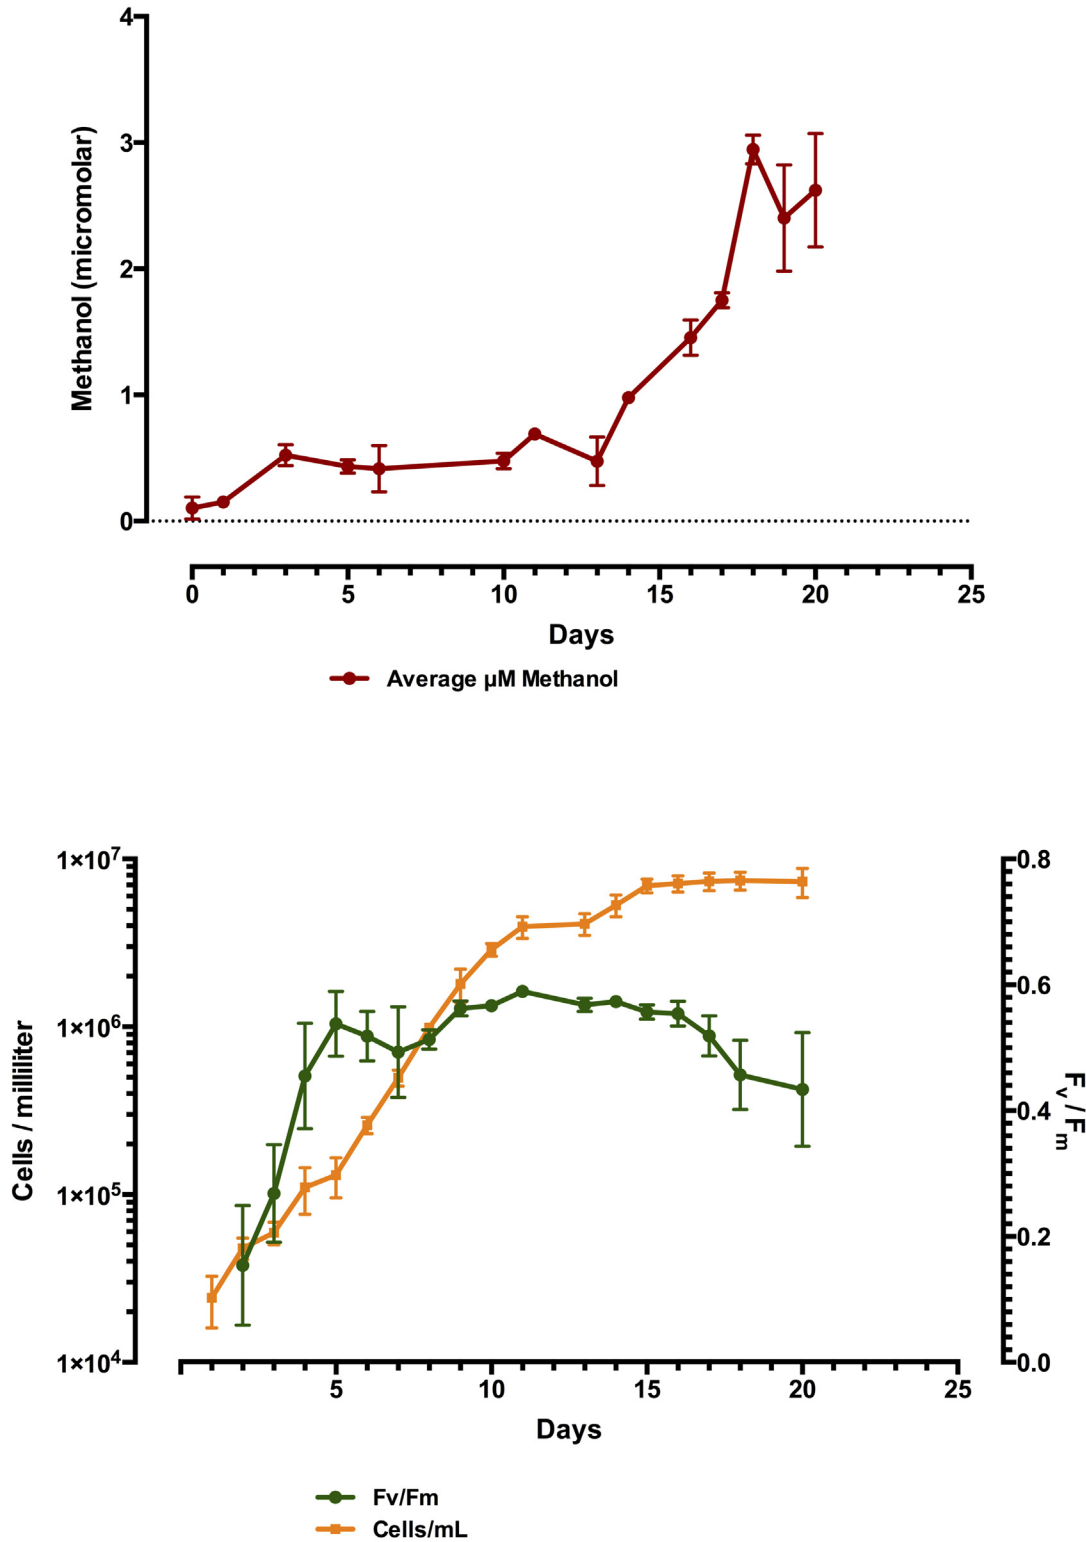 4
3
2
1
0
Methanol (micromolar)
0 5 10 15 20 25
Days
Average µM Methanol
1×10⁷
1×10⁶
1×10⁵
1×10⁴
Cells / milliliter
0.8
0.6
0.4
0.2
0.0
Fᵥ / Fₘ
5 10 15 20 25
Days
Fv/Fm
Cells/mL